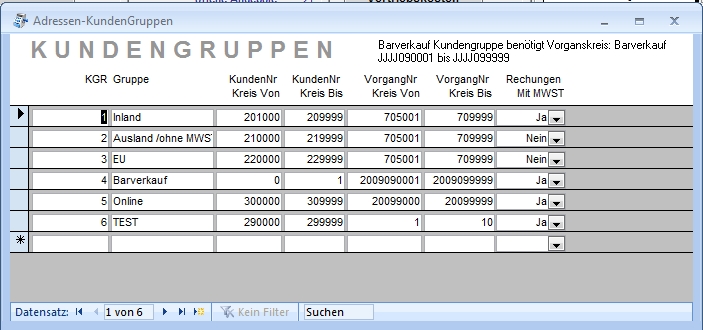 Adressen-KundenGruppen
KUNDENGRUPPEN
Barverkauf Kundengruppe benötigt Vorganskreis: Barverkauf
JJJJ090001 bis JJJJ099999
KGR Gruppe KundenNr KundenNr VorgangNr VorgangNr Rechungen
Kreis Von Kreis Bis Kreis Von Kreis Bis Mit MWST
1 Inland 201000 209999 705001 709999 Ja
2 Ausland /ohne MWST 210000 219999 705001 709999 Nein
3 EU 220000 229999 705001 709999 Nein
4 Barverkauf 0 1 2009090001 2009099999 Ja
5 Online 300000 309999 20099000 20099999 Ja
6 TEST 290000 299999 1 10 Ja
Datensatz: 1 von 6 Kein Filter Suchen